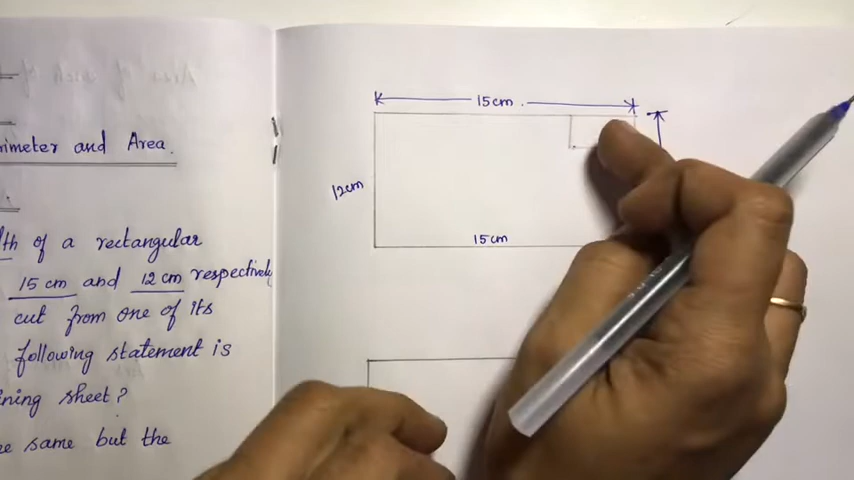 imeter and Area.
th of a rectangular
15 cm and 12 cm respectively
cut from one of its
following statement is
ning sheet?
e same but the
15cm
12cm
15cm